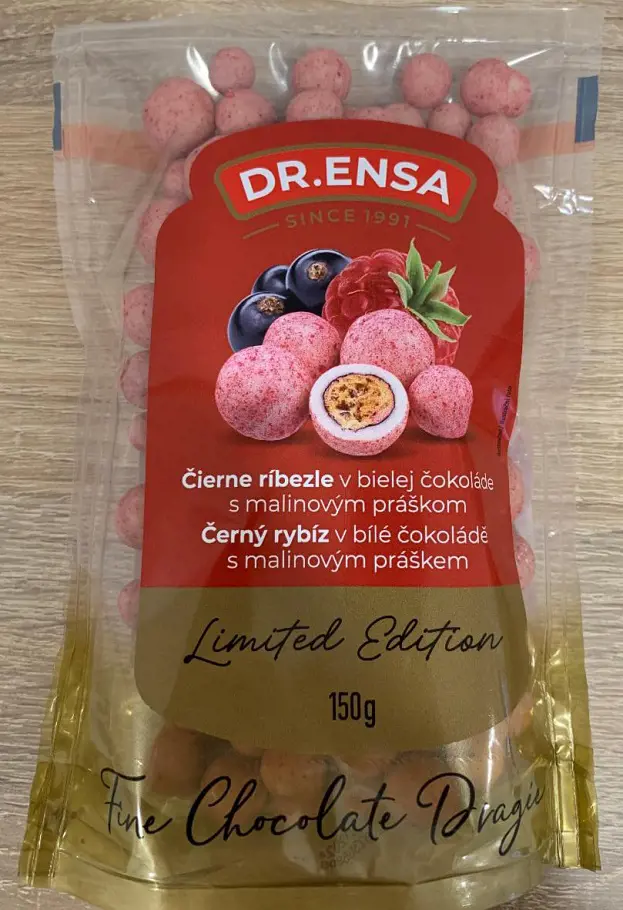 DR.ENSA
SINCE 1991
Čierne ríbezle v bielej čokoláde
s malinovým práškom
Černý rybíz v bílé čokoládě
s malinovým práškem
Limited Edition
150g
Fine Chocolate Dragie